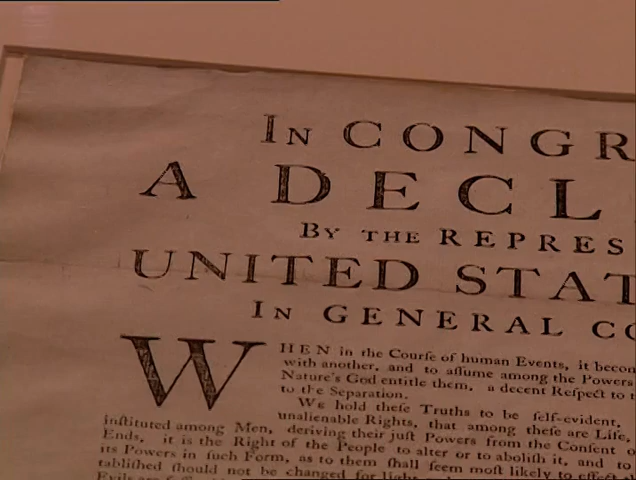 IN CONGR
A DECL
BY THE REPRES
UNITED STAT
IN GENERAL CO
WHEN in the Courſe of human Events, it becom
with another, and to aſſume among the Powers
Nature's God entitle them, a decent Reſpect to t
to the Separation.
WE hold theſe Truths to be ſelf-evident,
unalienable Rights, that among theſe are Life,
inſtituted among Men, deriving their juſt Powers from the Conſent o
Ends, it is the Right of the People to alter or to aboliſh it, and to
its Powers in ſuch Form, as to them ſhall ſeem moſt likely to effect th
tabliſhed ſhould not be changed for light